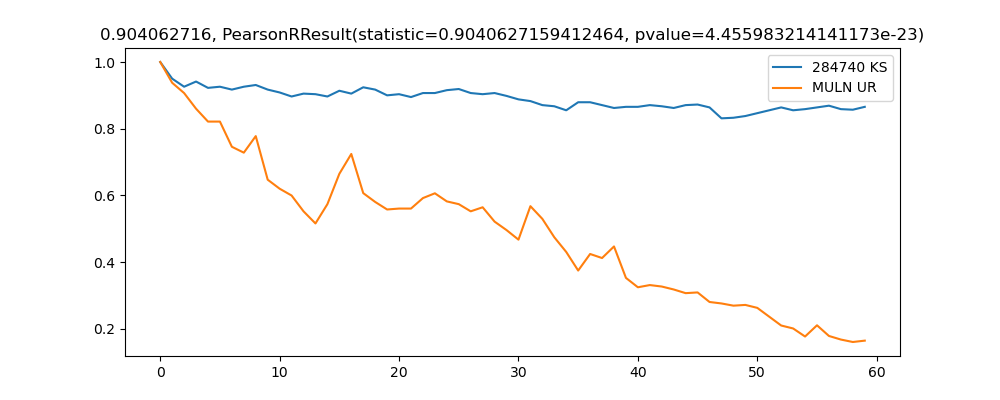 0.904062716, PearsonRResult(statistic=0.9040627159412464, pvalue=4.455983214141173e-23)
284740 KS
MULN UR
1.0
0.8
0.6
0.4
0.2
0 10 20 30 40 50 60